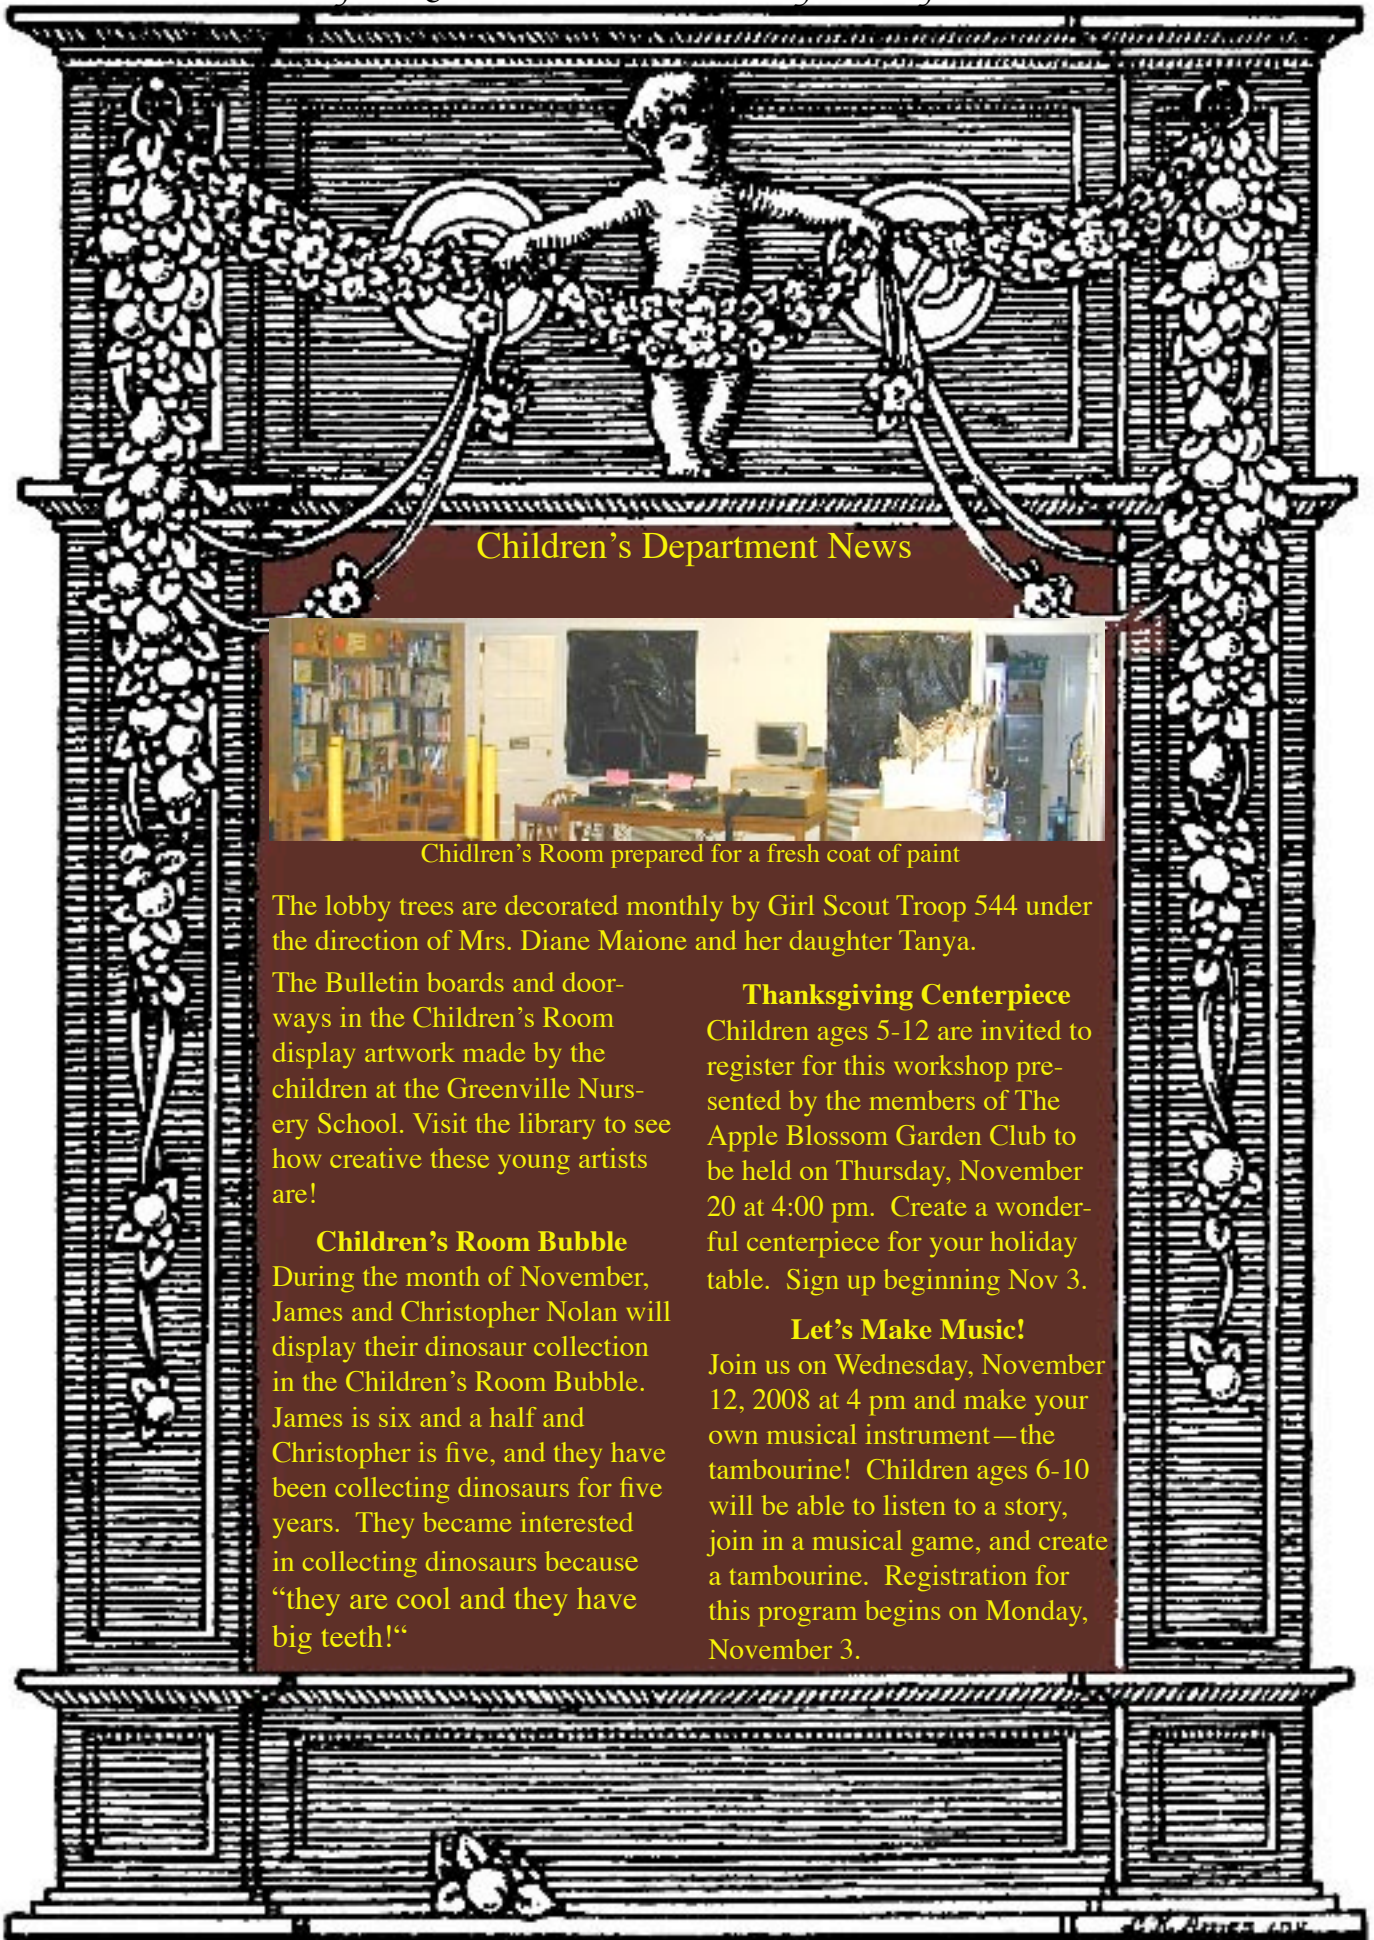 Children’s Department News
Chidlren’s Room prepared for a fresh coat of paint
The lobby trees are decorated monthly by Girl Scout Troop 544 under
the direction of Mrs. Diane Maione and her daughter Tanya.
The Bulletin boards and door-
ways in the Children’s Room
display artwork made by the
children at the Greenville Nurs-
ery School. Visit the library to see
how creative these young artists
are!
Children’s Room Bubble
During the month of November,
James and Christopher Nolan will
display their dinosaur collection
in the Children’s Room Bubble.
James is six and a half and
Christopher is five, and they have
been collecting dinosaurs for five
years.  They became interested
in collecting dinosaurs because
“they are cool and they have
big teeth!“
Thanksgiving Centerpiece
Children ages 5-12 are invited to
register for this workshop pre-
sented by the members of The
Apple Blossom Garden Club to
be held on Thursday, November
20 at 4:00 pm.  Create a wonder-
ful centerpiece for your holiday
table.  Sign up beginning Nov 3.
Let’s Make Music!
Join us on Wednesday, November
12, 2008 at 4 pm and make your
own musical instrument—the
tambourine!  Children ages 6-10
will be able to listen to a story,
join in a musical game, and create
a tambourine.  Registration for
this program begins on Monday,
November 3.